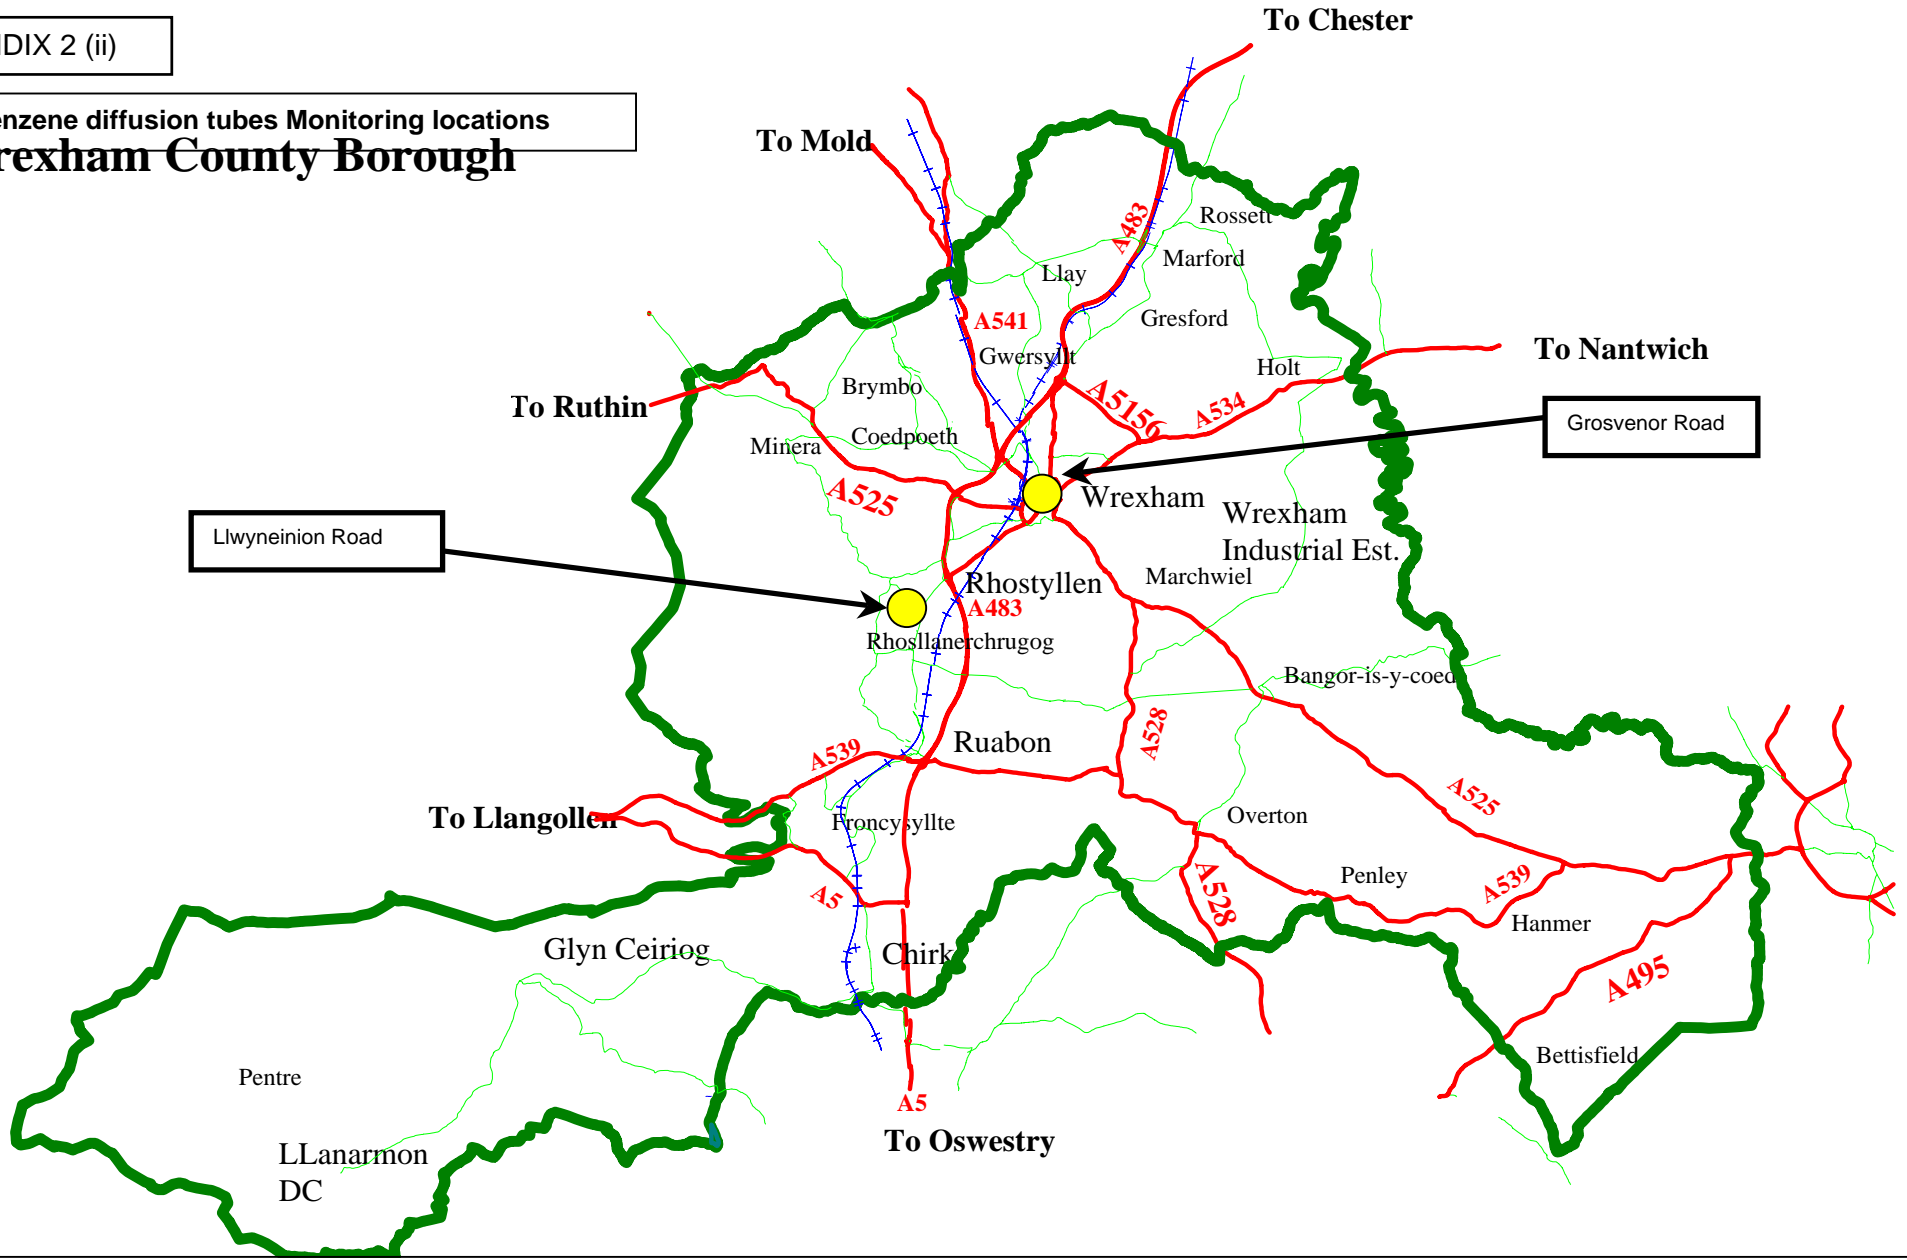 NDIX 2 (ii)
enzene diffusion tubes Monitoring locations
rexham County Borough
To Chester
To Mold
A483
Rossett
Marford
Llay
A541
Gresford
Gwersyllt
To Nantwich
Holt
Brymbo
To Ruthin
A5156
A534
Grosvenor Road
Minera
Coedpoeth
A525
Wrexham
Wrexham
Industrial Est.
Llwyneinion Road
Rhostyllen
Marchwiel
A483
Rhosllanerchrugog
Bangor-is-y-coed
A528
Ruabon
A539
A525
To Llangollen
Froncysyllte
Overton
Penley
A539
A5
A528
Hanmer
Glyn Ceiriog
Chirk
A495
Bettisfield
Pentre
A5
To Oswestry
LLanarmon
DC